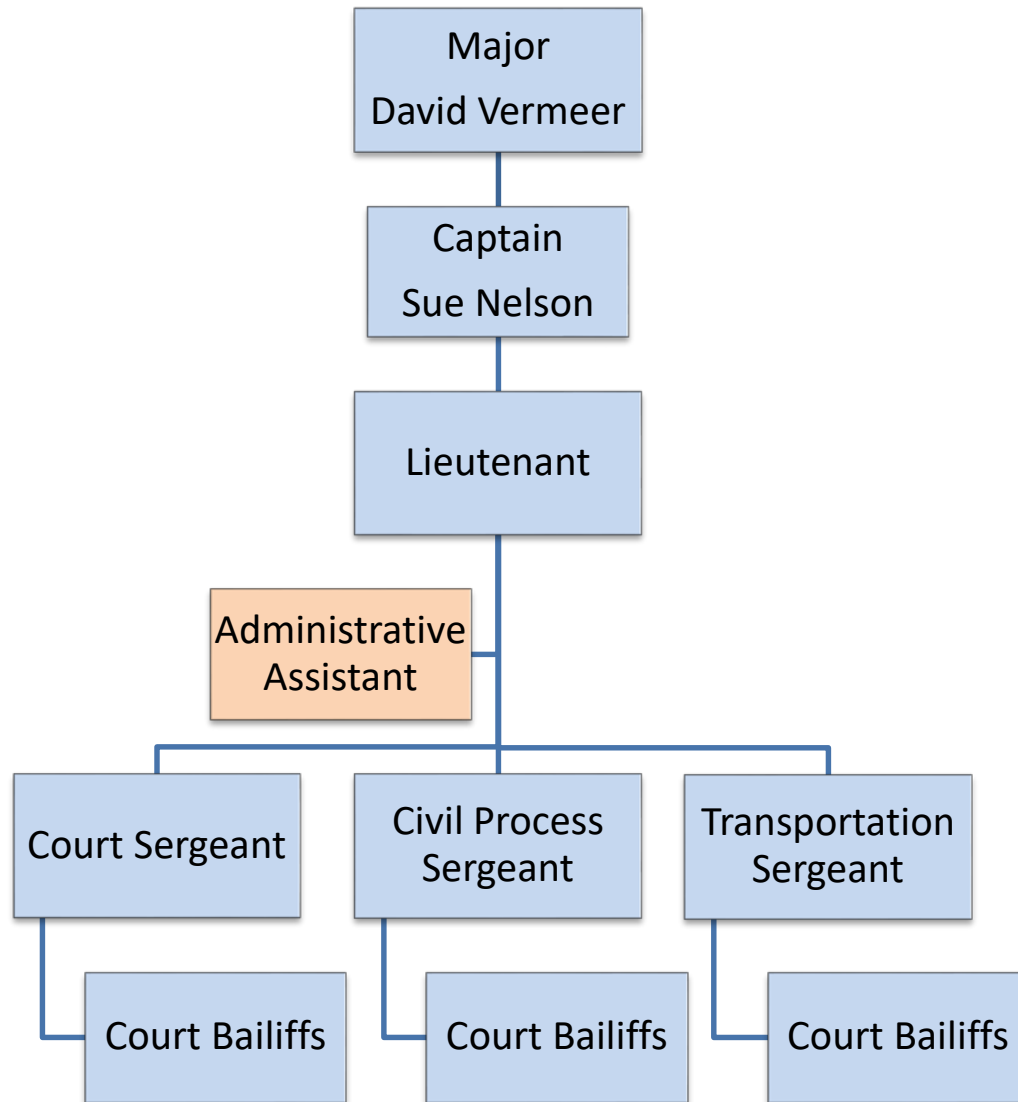 Major
David Vermeer
Captain
Sue Nelson
Lieutenant
Administrative
Assistant
Court Sergeant
Civil Process
Sergeant
Transportation
Sergeant
Court Bailiffs
Court Bailiffs
Court Bailiffs